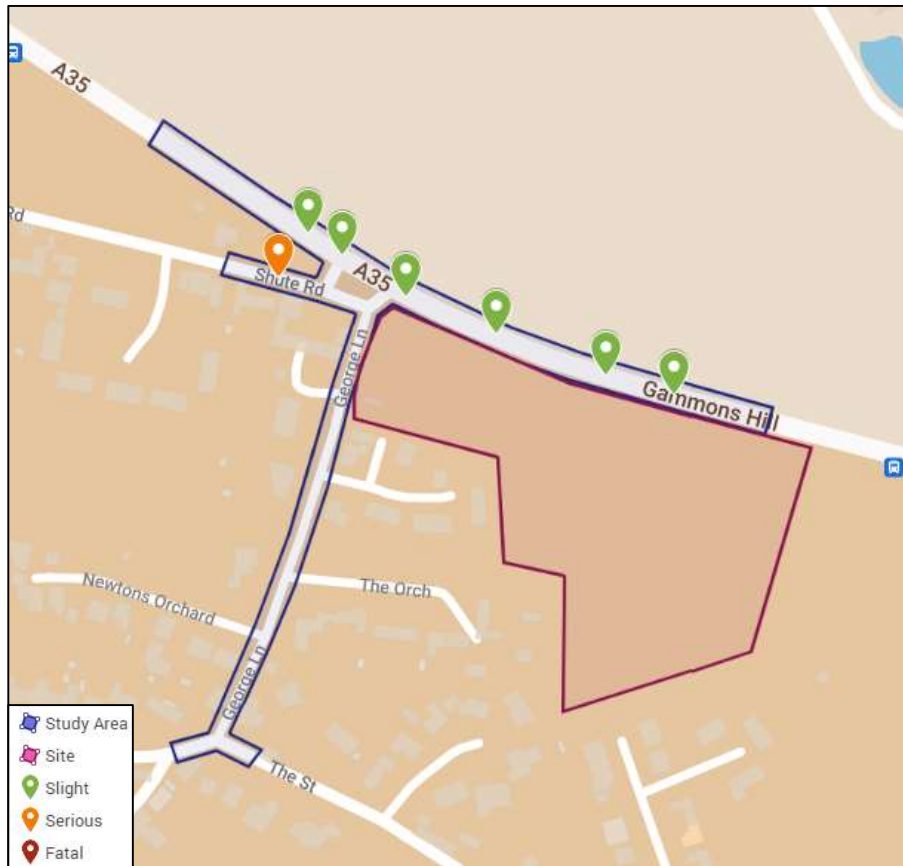 A35
Rd
Shute Rd
A35
George Ln
Gammons Hill
Newtons Orchard
The Orch
George Ln
The St
Study Area
Site
Slight
Serious
Fatal